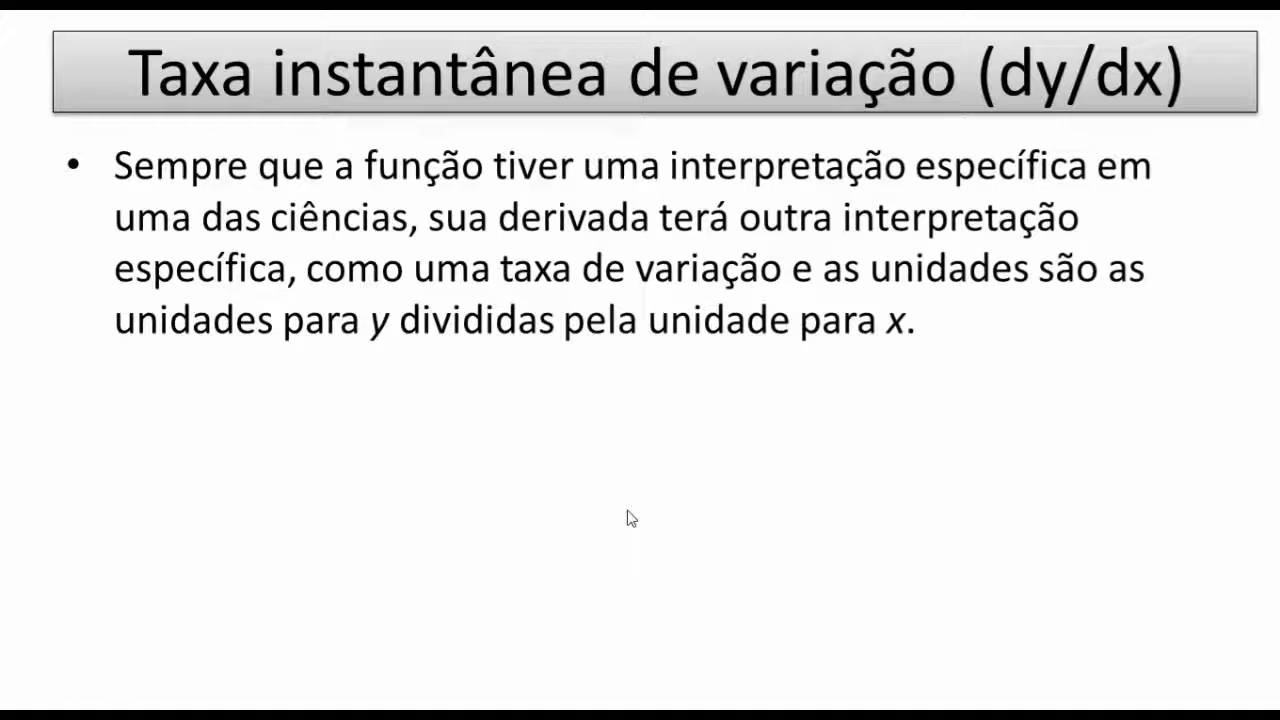 Taxa instantânea de variação (dy/dx)
• Sempre que a função tiver uma interpretação específica em
uma das ciências, sua derivada terá outra interpretação
específica, como uma taxa de variação e as unidades são as
unidades para y divididas pela unidade para x.